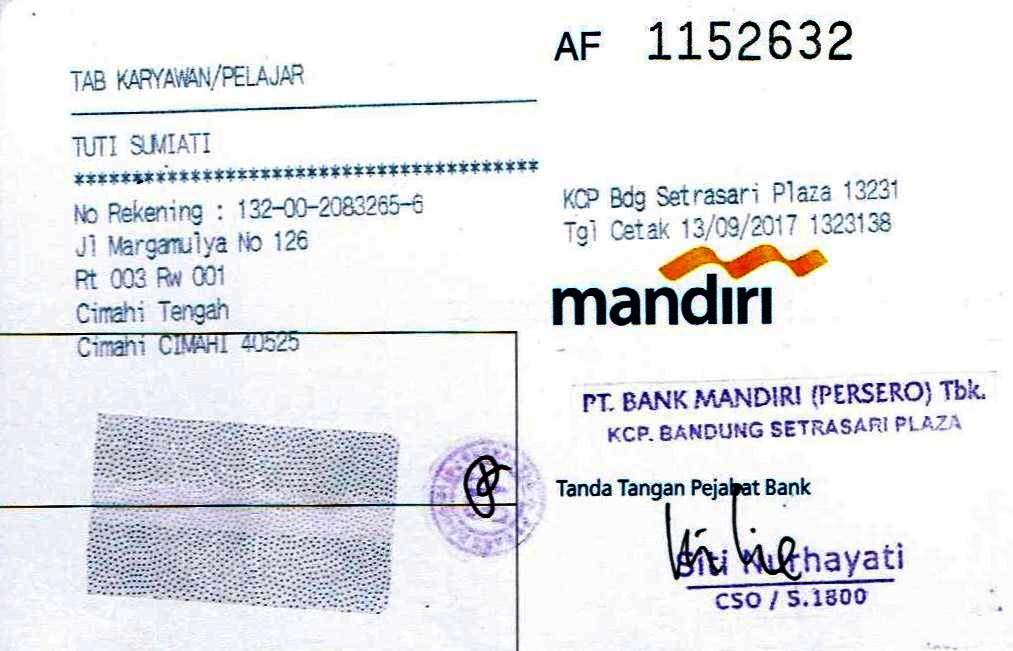 AF 1152632
TAB KARYAWAN/PELAJAR
TUTI SUMIATI
****************************************
No Rekening : 132-00-2083265-6
Jl Margamulya No 126
Rt 003 Rw 001
Cimahi Tengah
Cimahi CIMAHI 40525
KCP Bdg Setrasari Plaza 13231
Tgl Cetak 13/09/2017 1323138
mandiri
PT. BANK MANDIRI (PERSERO) Tbk.
KCP. BANDUNG SETRASARI PLAZA
Tanda Tangan Pejabat Bank
Siti Nurhayati
CSO / S.1800